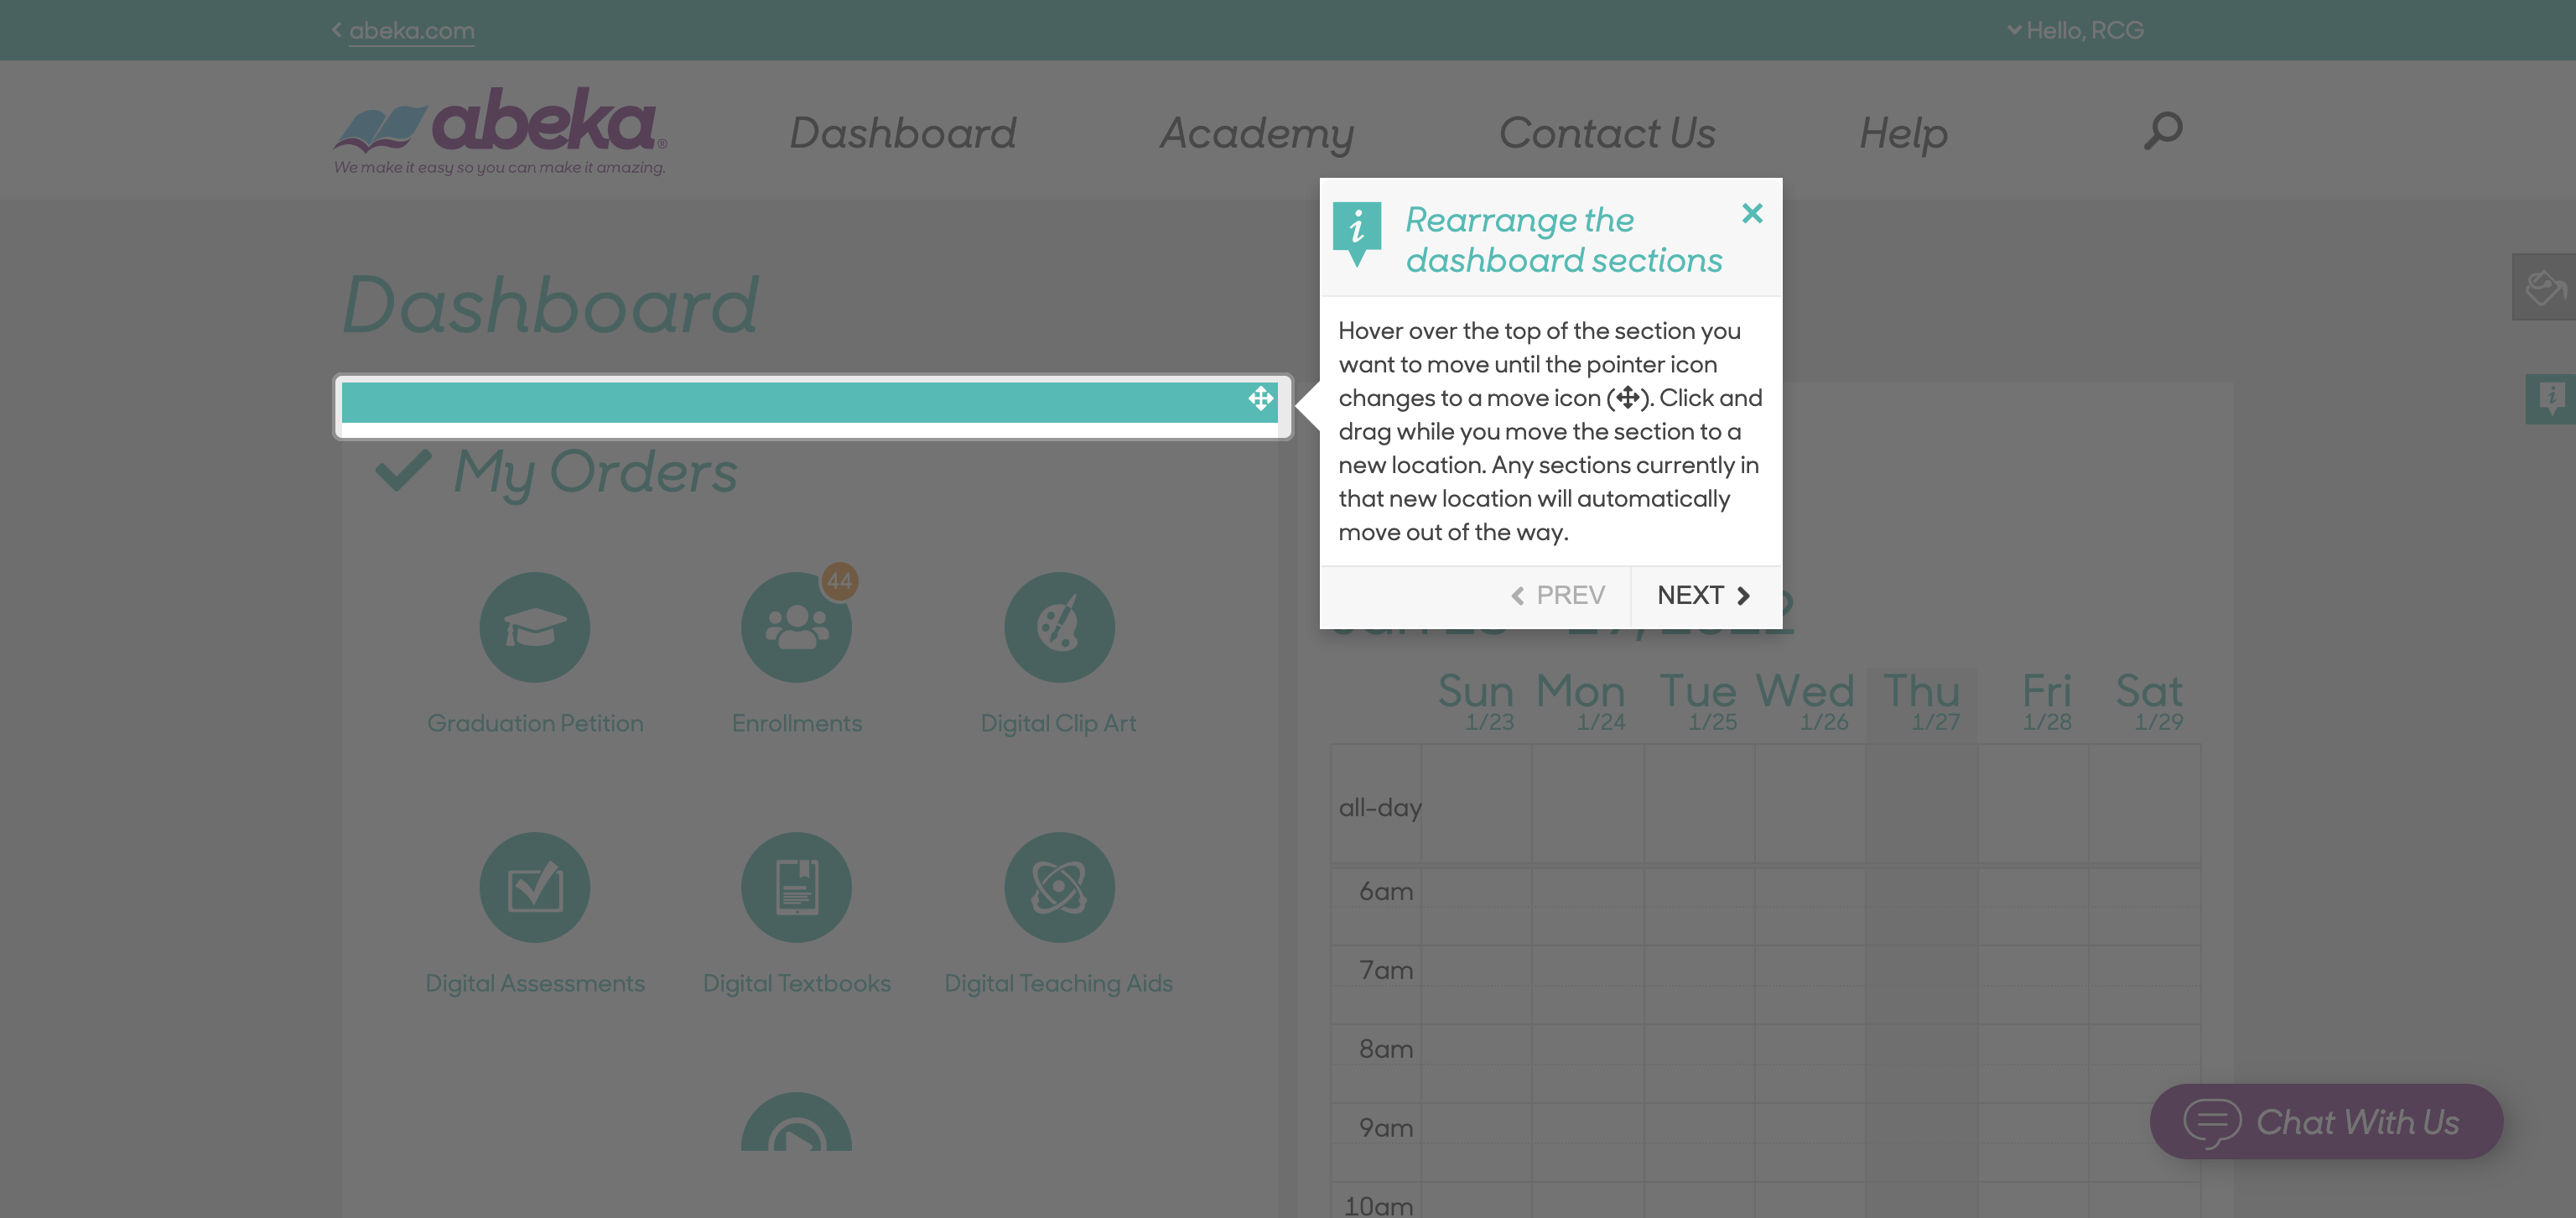 abeka.com
Hello, RCG
abeka®
We make it easy so you can make it amazing.
Dashboard
Academy
Contact Us
Help
Dashboard
Rearrange the
dashboard sections
Hover over the top of the section you
want to move until the pointer icon
changes to a move icon ( ). Click and
drag while you move the section to a
new location. Any sections currently in
that new location will automatically
move out of the way.
PREV
NEXT
My Orders
44
Graduation Petition
Enrollments
Digital Clip Art
Digital Assessments
Digital Textbooks
Digital Teaching Aids
Sun Mon Tue Wed Thu Fri Sat
1/23 1/24 1/25 1/26 1/27 1/28 1/29
all-day
6am
7am
8am
9am
10am
Chat With Us